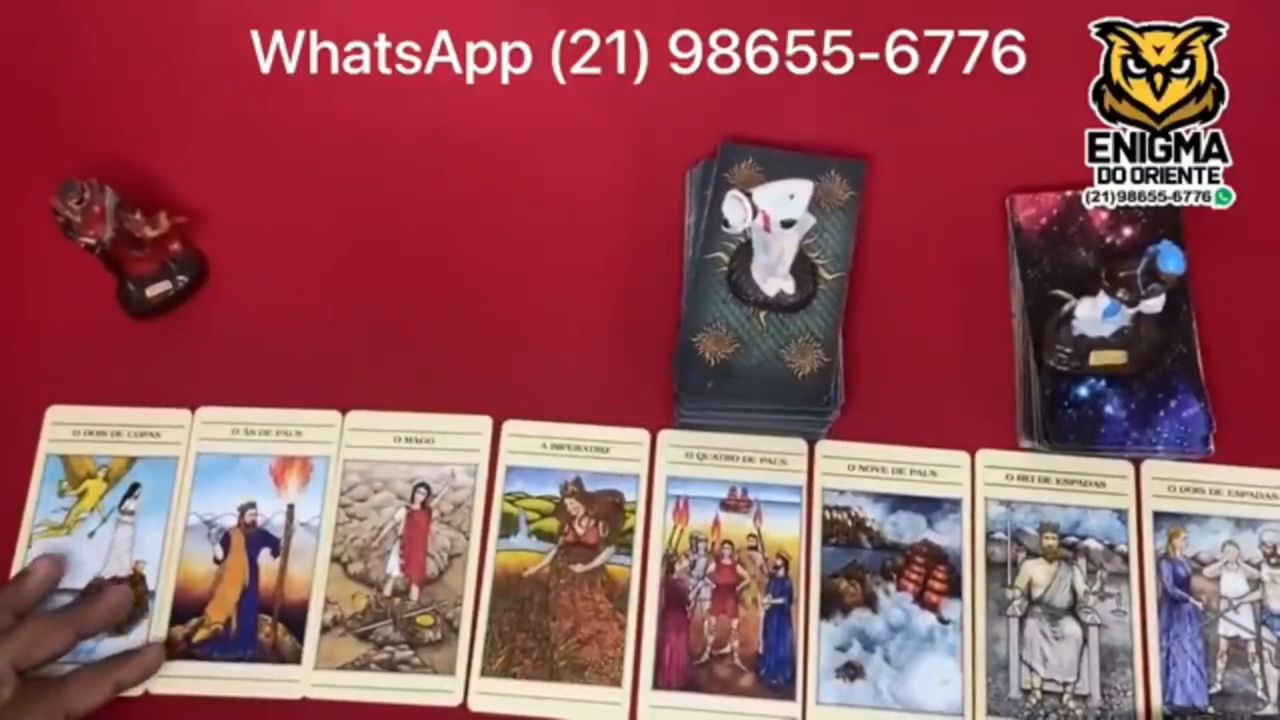 WhatsApp (21) 98655-6776
ENIGMA
DO ORIENTE
(21)98655-6776
O DOIS DE COPAS
O ÁS DE PAUS
O MAGO
A IMPERATRIZ
O QUATRO DE PAUS
O NOVE DE PAUS
O REI DE ESPADAS
O DOIS DE ESPADAS